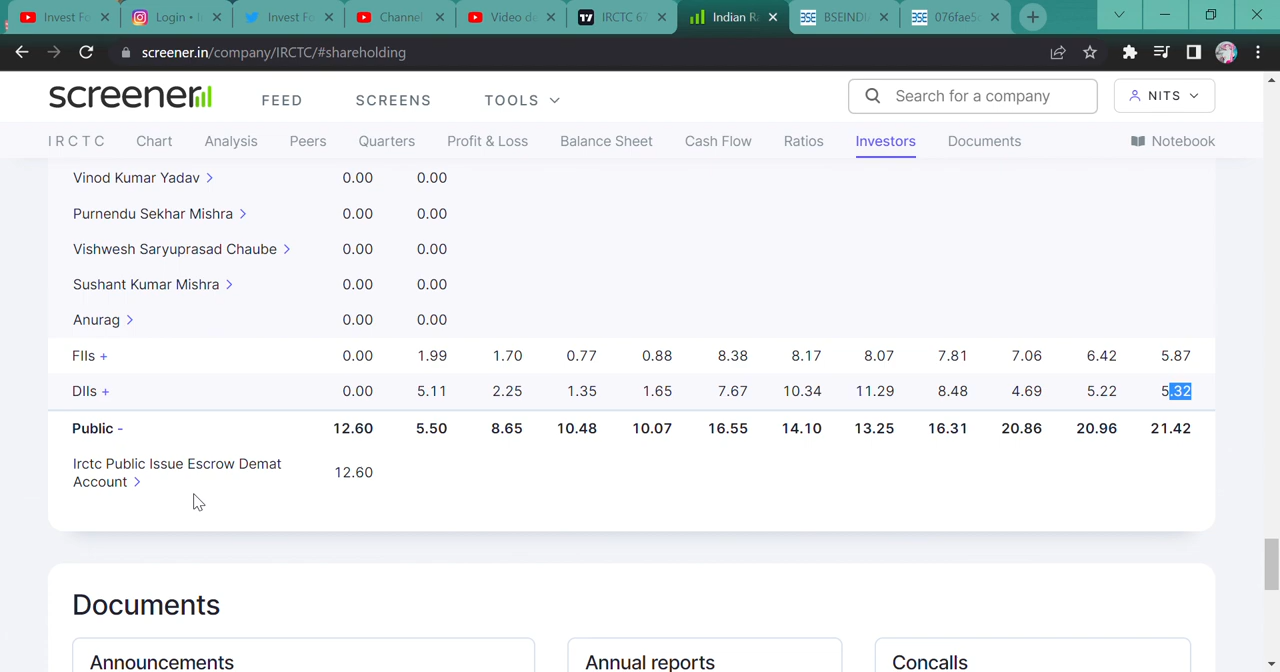 Invest Fo
Login •
Invest Fo
Channel
Video de
IRCTC 67
Indian Ra
BSEINDI
076fae5c
screener.in/company/IRCTC/#shareholding
screener
FEED
SCREENS
TOOLS
Search for a company
NITS
I R C T C
Chart
Analysis
Peers
Quarters
Profit & Loss
Balance Sheet
Cash Flow
Ratios
Investors
Documents
Notebook
Vinod Kumar Yadav > 0.00 0.00
Purnendu Sekhar Mishra > 0.00 0.00
Vishwesh Saryuprasad Chaube > 0.00 0.00
Sushant Kumar Mishra > 0.00 0.00
Anurag > 0.00 0.00
FIIs + 0.00 1.99 1.70 0.77 0.88 8.38 8.17 8.07 7.81 7.06 6.42 5.87
DIIs + 0.00 5.11 2.25 1.35 1.65 7.67 10.34 11.29 8.48 4.69 5.22 5.32
Public - 12.60 5.50 8.65 10.48 10.07 16.55 14.10 13.25 16.31 20.86 20.96 21.42
Irctc Public Issue Escrow Demat
Account > 12.60
Documents
Announcements
Annual reports
Concalls